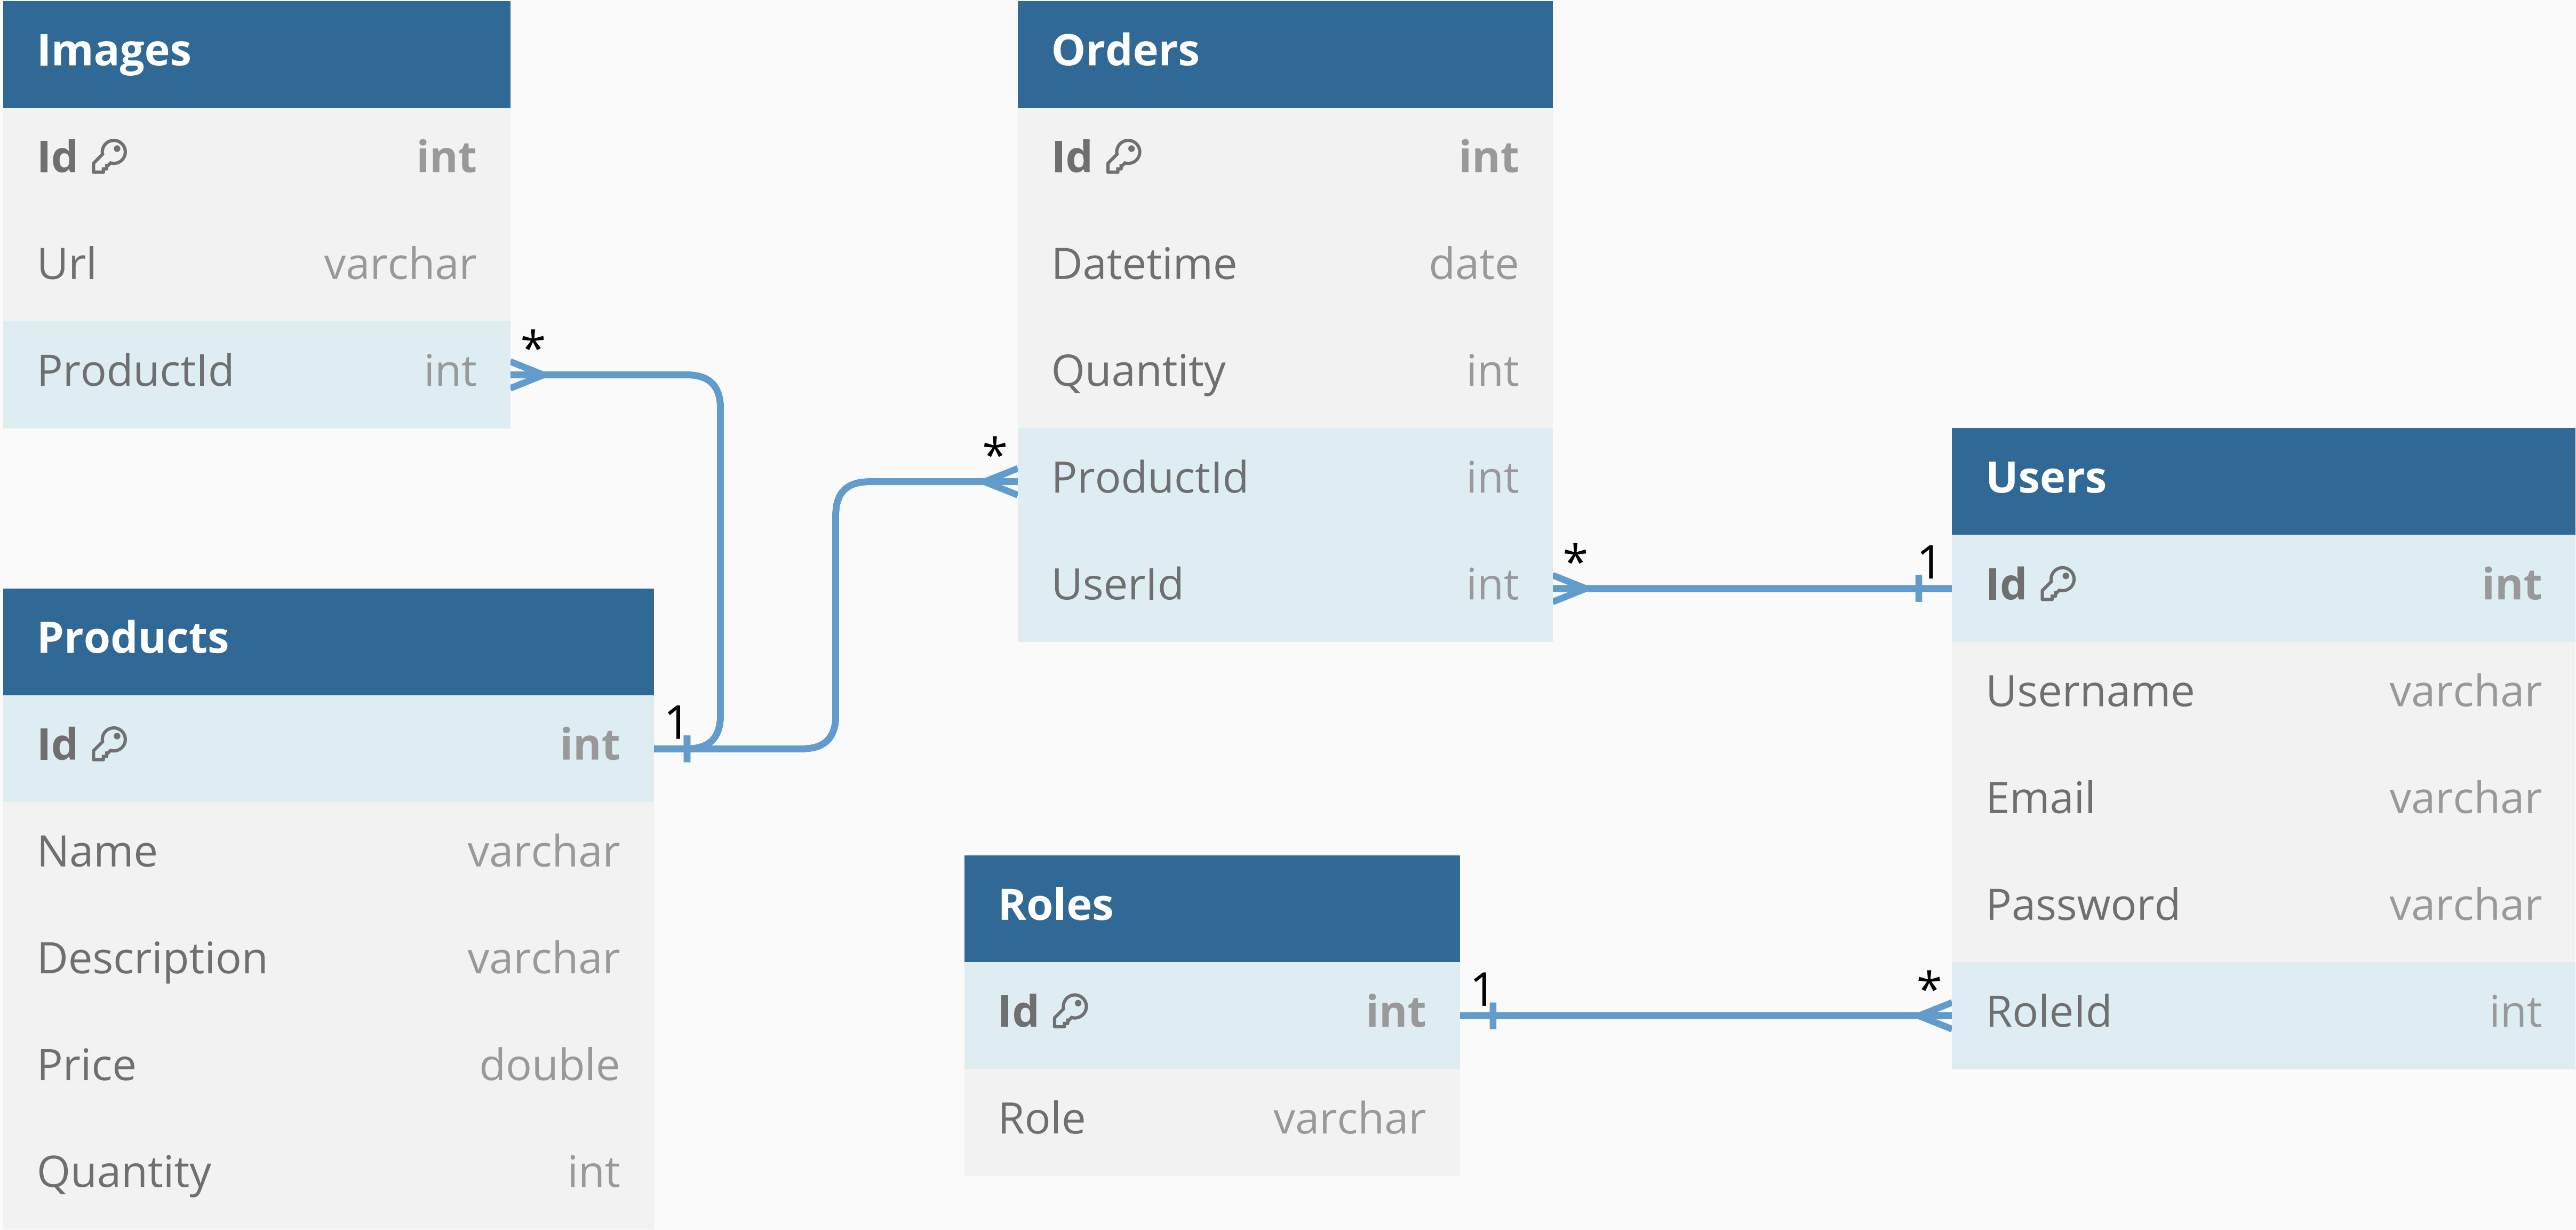 Images
Id int
Url varchar
ProductId int
*
Products
1
Id int
Name varchar
Description varchar
Price double
Quantity int
Orders
Id int
Datetime date
Quantity int
*
ProductId int
UserId int
*
1
Users
Id int
Username varchar
Email varchar
Password varchar
*
RoleId int
Roles
1
Id int
Role varchar